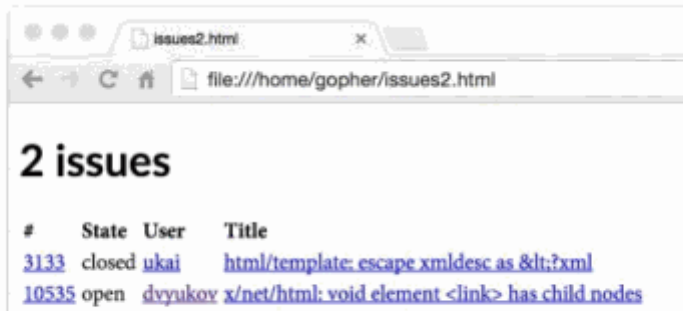 issues2.html
file:///home/gopher/issues2.html
2 issues
# State User Title
3133 closed ukai html/template: escape xmldesc as &lt;?xml
10535 open dvyukov x/net/html: void element <link> has child nodes